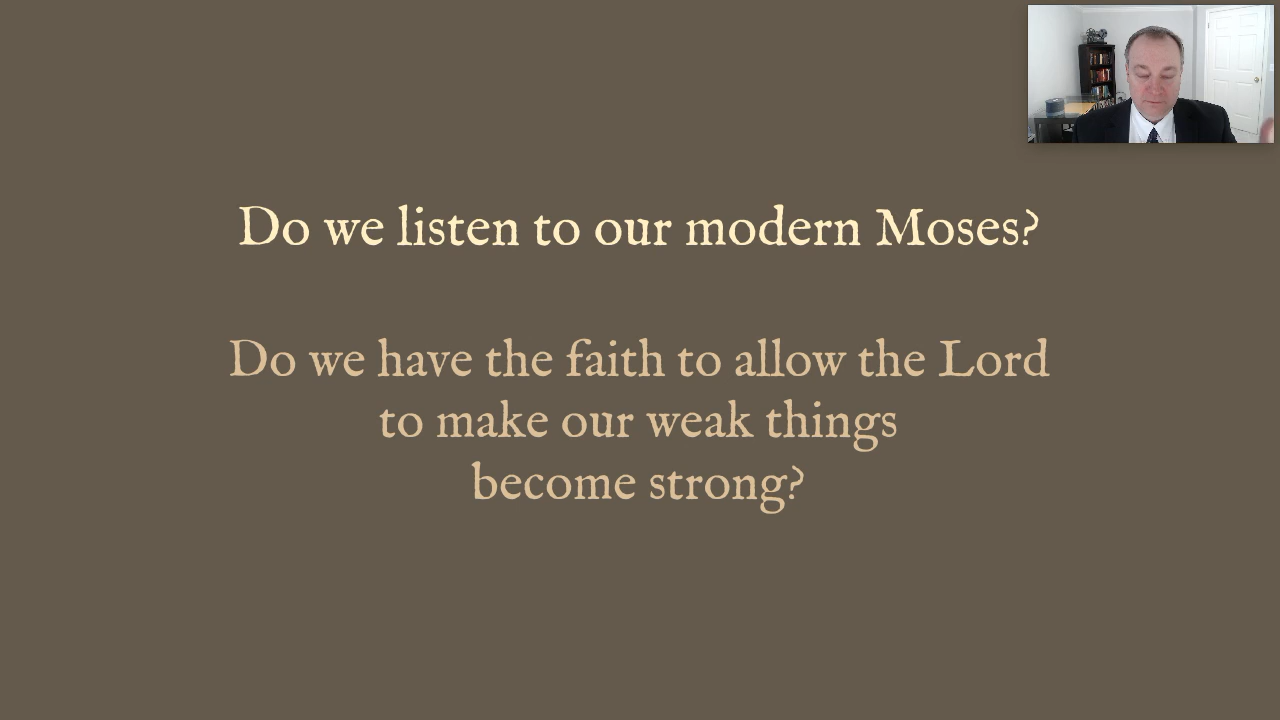 Do we listen to our modern Moses?
Do we have the faith to allow the Lord
to make our weak things
become strong?